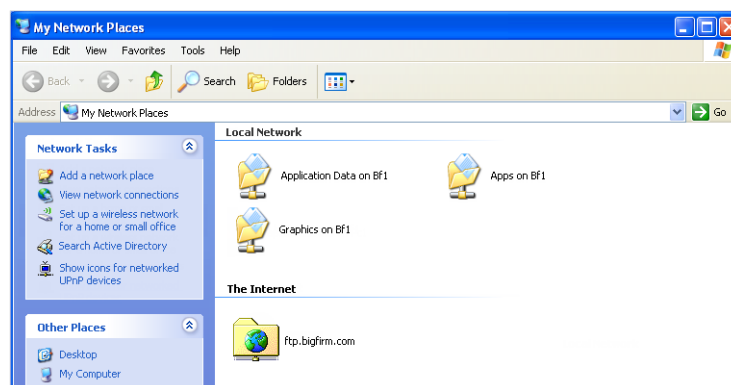 My Network Places
File Edit View Favorites Tools Help
Back Search Folders
Address My Network Places Go
Network Tasks
Add a network place
View network connections
Set up a wireless network
for a home or small office
Search Active Directory
Show icons for networked
UPnP devices
Other Places
Desktop
My Computer
Local Network
Application Data on Bf1 Apps on Bf1
Graphics on Bf1
The Internet
ftp.bigfirm.com